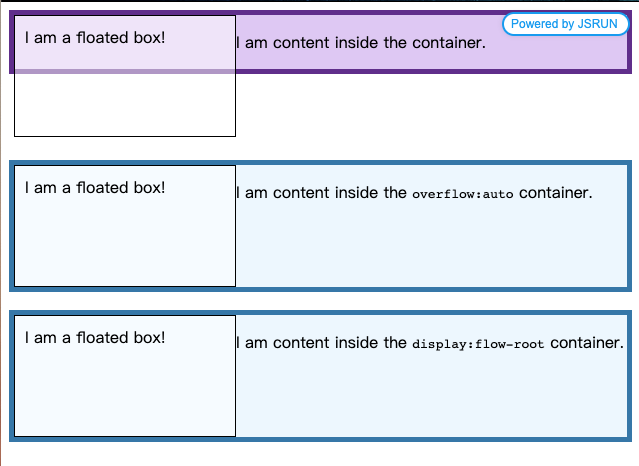 Powered by JSRUN
I am a floated box!
I am content inside the container.
I am a floated box!
I am content inside the overflow:auto container.
I am a floated box!
I am content inside the display:flow-root container.